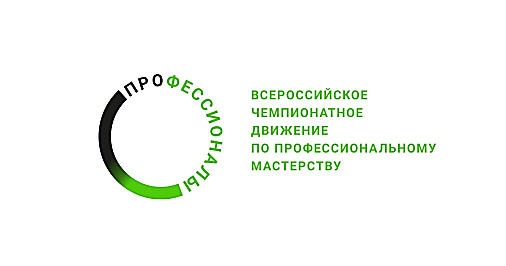 ПРОФЕССИОНАЛЫ
ВСЕРОССИЙСКОЕ
ЧЕМПИОНАТНОЕ
ДВИЖЕНИЕ
ПО ПРОФЕССИОНАЛЬНОМУ
МАСТЕРСТВУ